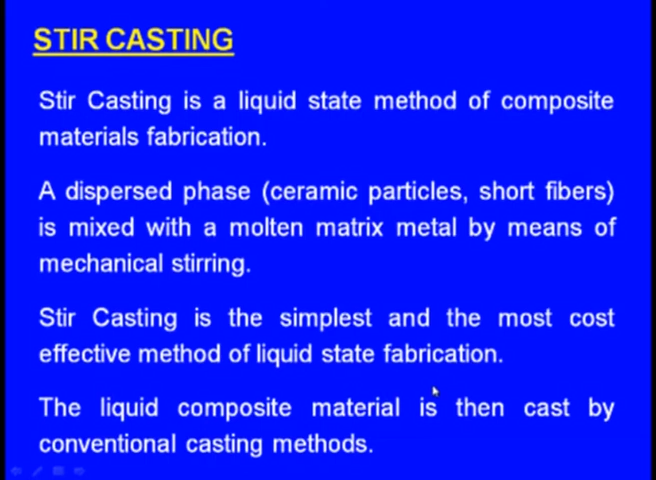 STIR CASTING
Stir Casting is a liquid state method of composite
materials fabrication.
A dispersed phase (ceramic particles, short fibers)
is mixed with a molten matrix metal by means of
mechanical stirring.
Stir Casting is the simplest and the most cost
effective method of liquid state fabrication.
The liquid composite material is then cast by
conventional casting methods.